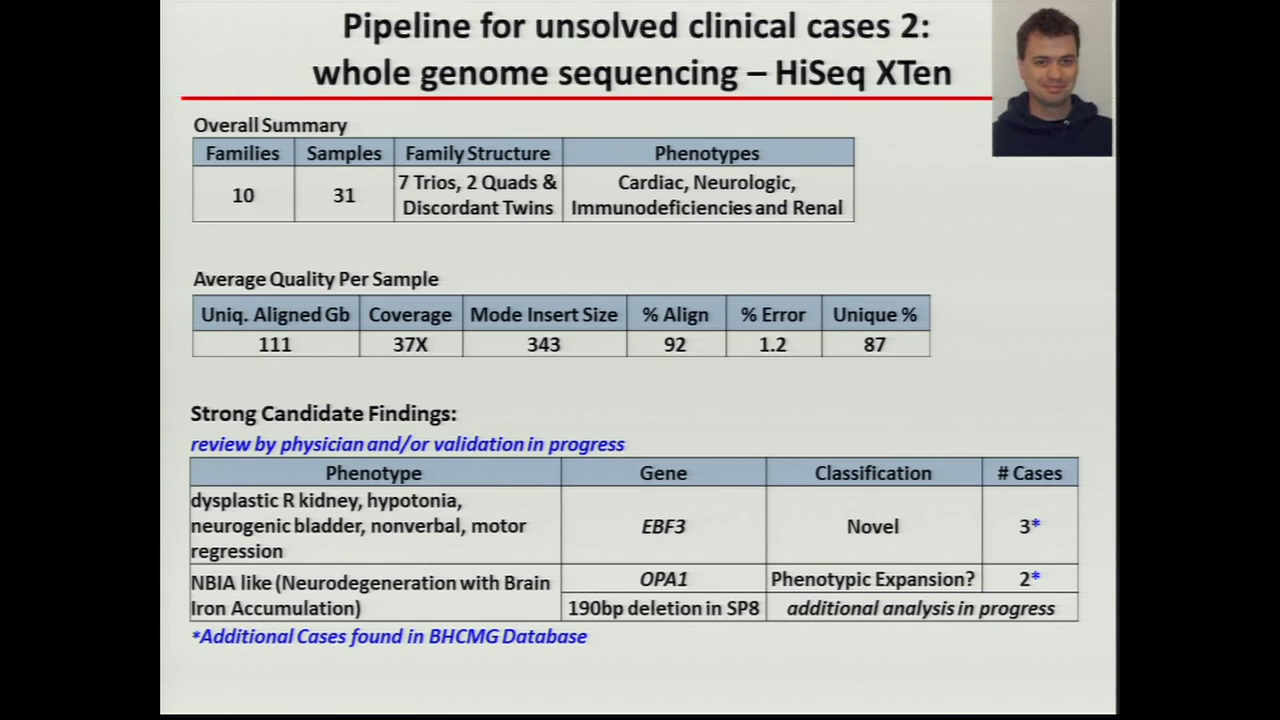 Pipeline for unsolved clinical cases 2:
whole genome sequencing – HiSeq XTen
Overall Summary
Families Samples Family Structure Phenotypes
10 31 7 Trios, 2 Quads & Discordant Twins Cardiac, Neurologic, Immunodeficiencies and Renal
Average Quality Per Sample
Uniq. Aligned Gb Coverage Mode Insert Size % Align % Error Unique %
111 37X 343 92 1.2 87
Strong Candidate Findings:
review by physician and/or validation in progress
Phenotype Gene Classification # Cases
dysplastic R kidney, hypotonia,
neurogenic bladder, nonverbal, motor
regression
EBF3 Novel 3*
NBIA like (Neurodegeneration with Brain
Iron Accumulation)
OPA1 Phenotypic Expansion? 2*
190bp deletion in SP8 additional analysis in progress
*Additional Cases found in BHCMG Database